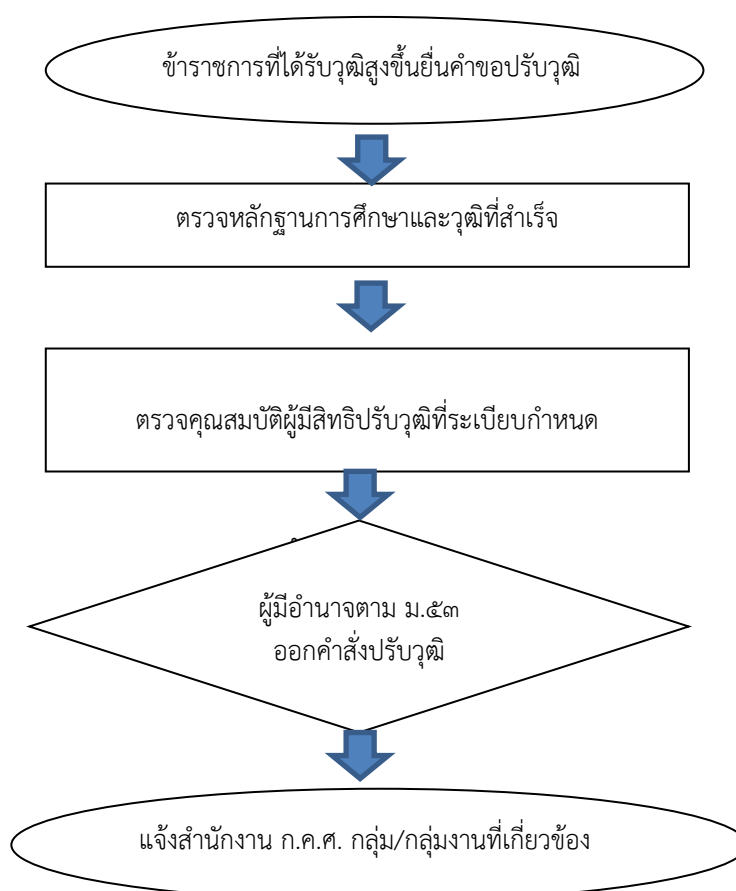 ข้าราชการที่ได้รับวุฒิสูงขึ้นยื่นคำขอปรับวุฒิ
ตรวจหลักฐานการศึกษาและวุฒิที่สำเร็จ
ตรวจคุณสมบัติผู้มีสิทธิปรับวุฒิที่ระเบียบกำหนด
ผู้มีอำนาจตาม ม.๕๓
ออกคำสั่งปรับวุฒิ
แจ้งสำนักงาน ก.ค.ศ. กลุ่ม/กลุ่มงานที่เกี่ยวข้อง